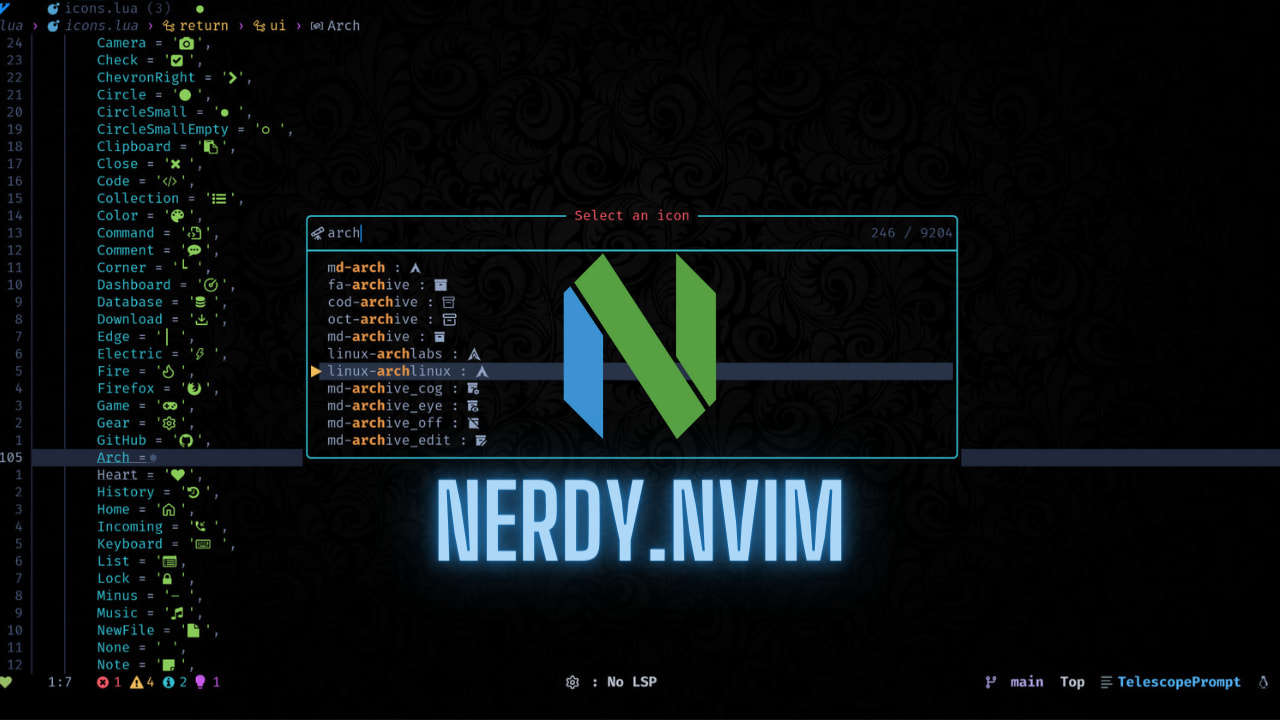 icons.lua (3)
lua › icons.lua › return › ui › Arch
24 Camera = ' ',
23 Check = ' ',
22 ChevronRight = ' ',
21 Circle = ' ',
20 CircleSmall = ' ',
19 CircleSmallEmpty = ' ',
18 Clipboard = ' ',
17 Close = ' ',
16 Code = ' ',
15 Collection = ' ',
14 Color = ' ',
13 Command = ' ',
12 Comment = ' ',
11 Corner = ' ',
10 Dashboard = ' ',
9 Database = ' ',
8 Download = ' ',
7 Edge = ' ',
6 Electric = ' ',
5 Fire = ' ',
4 Firefox = ' ',
3 Game = ' ',
2 Gear = ' ',
1 GitHub = ' ',
105 Arch =
1 Heart = ' ',
2 History = ' ',
3 Home = ' ',
4 Incoming = ' ',
5 Keyboard = ' ',
6 List = ' ',
7 Lock = ' ',
8 Minus = ' ',
9 Music = ' ',
10 NewFile = ' ',
11 None = ' ',
12 Note = ' ',
Select an icon
arch 246 / 9204
md-arch :
fa-archive :
cod-archive :
oct-archive :
md-archive :
linux-archlabs :
linux-archlinux :
md-archive_cog :
md-archive_eye :
md-archive_off :
md-archive_edit :
NERDY.NVIM
1:7 1 4 2 1 : No LSP main Top TelescopePrompt